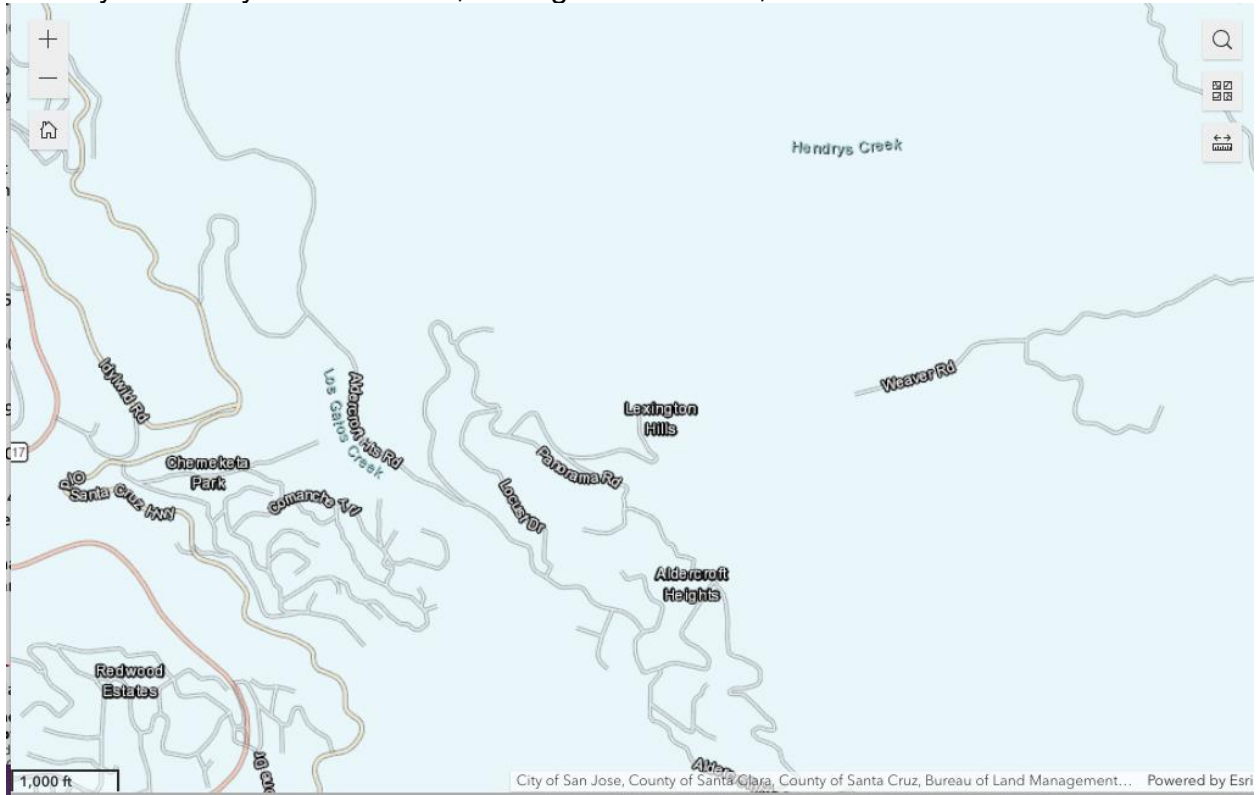 Hendrys Creek
Weaver Rd
Idylwild Rd
Los Gatos Creek
Aldercroft Hts Rd
Lexington
Hills
17
Chemeketa
Park
Panorama Rd
Old
Santa Cruz Hwy
Comanche Trl
Locust Dr
Aldercroft
Heights
Redwood
Estates
1,000 ft
City of San Jose, County of Santa Clara, County of Santa Cruz, Bureau of Land Management... Powered by Esri